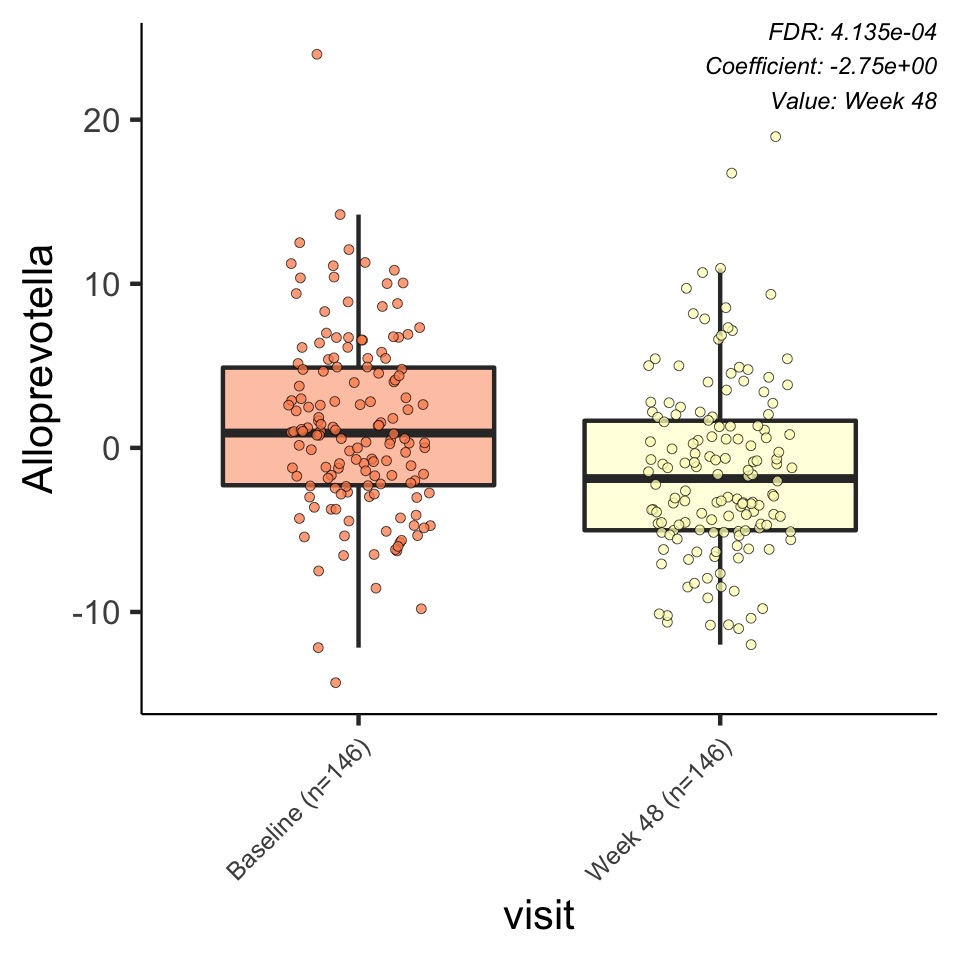 FDR: 4.135e-04
Coefficient: -2.75e+00
Value: Week 48
Alloprevotella
20
10
0
-10
Baseline (n=146)
Week 48 (n=146)
visit